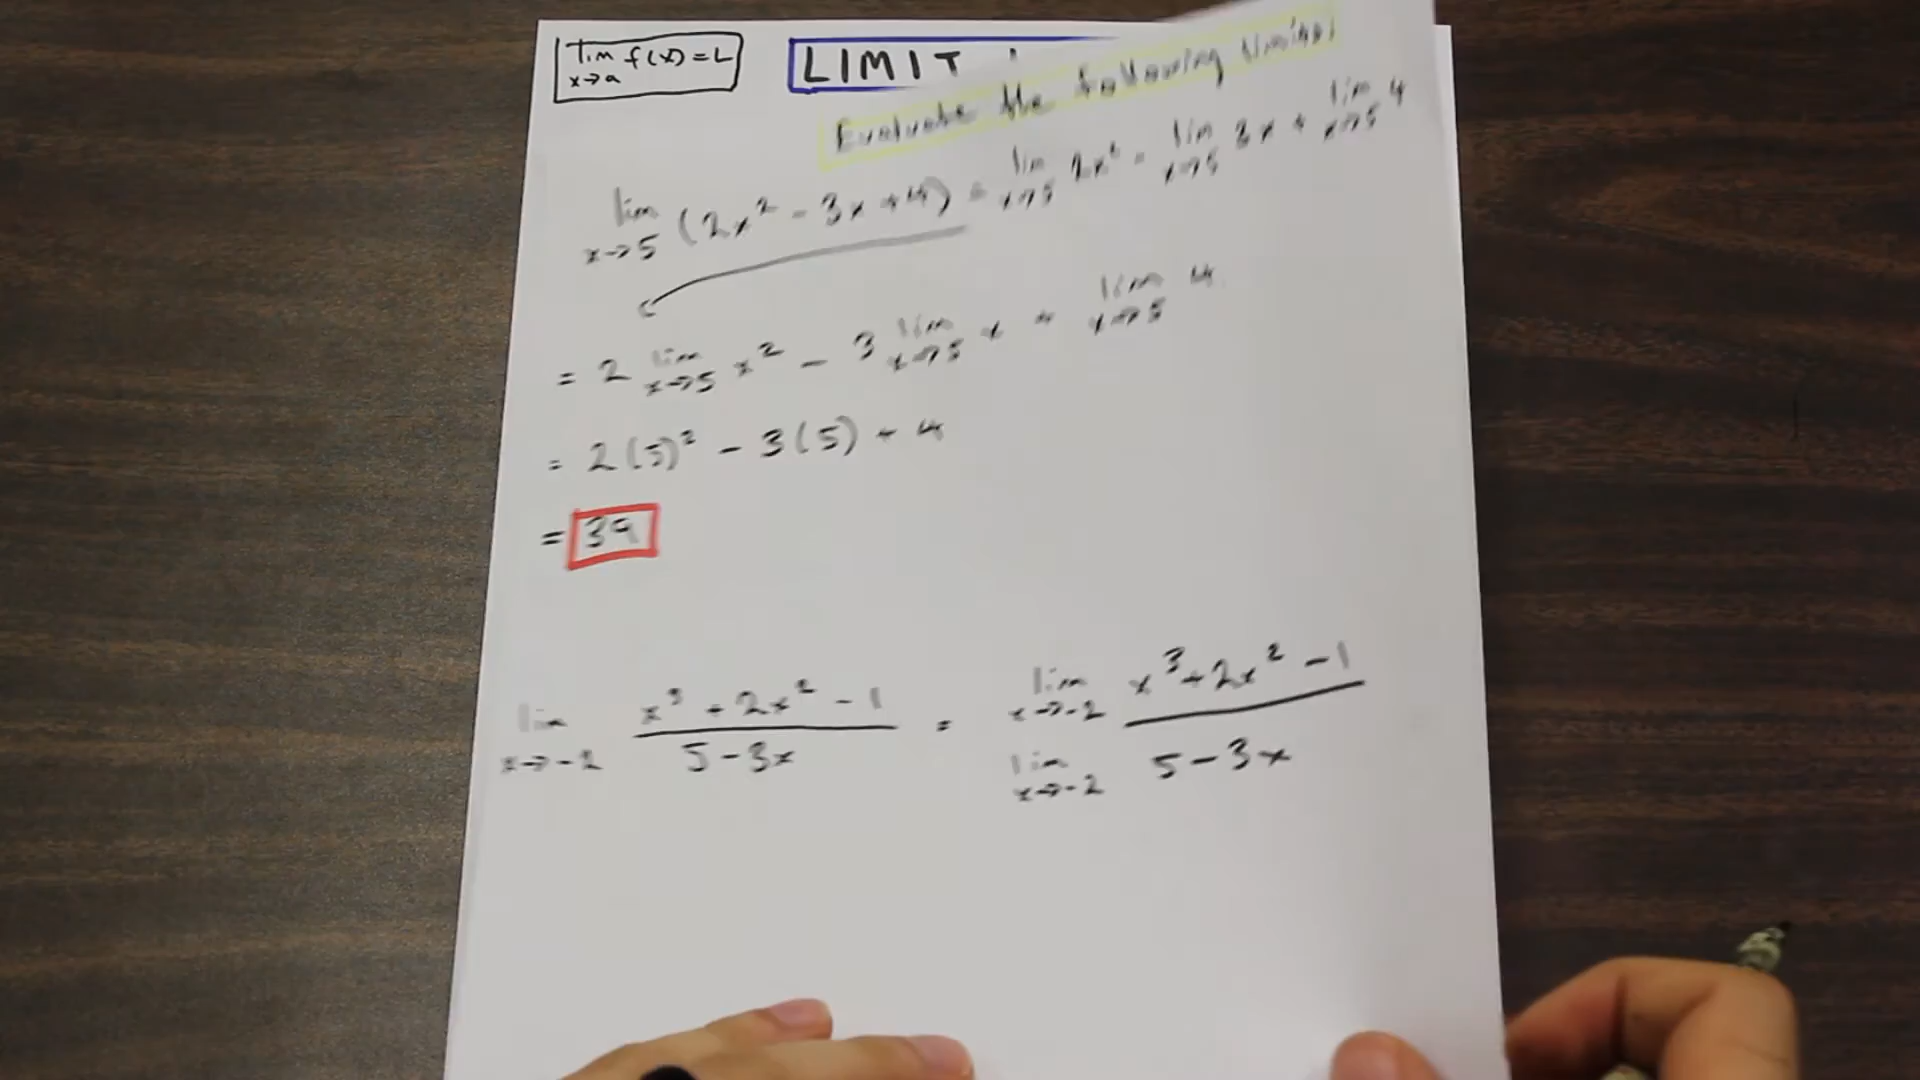 lim f(x) = L
x→a
LIMIT
Evaluate the following limits:
lim (2x² - 3x + 4) = lim 2x² - lim 3x + lim 4
x→5 x→5 x→5 x→5
= 2 lim x² - 3 lim x + lim 4
x→5 x→5 x→5
= 2(5)² - 3(5) + 4
= 39
lim x³ + 2x² - 1 = lim x³ + 2x² - 1
x→-2 5 - 3x x→-2
lim 5 - 3x
x→-2